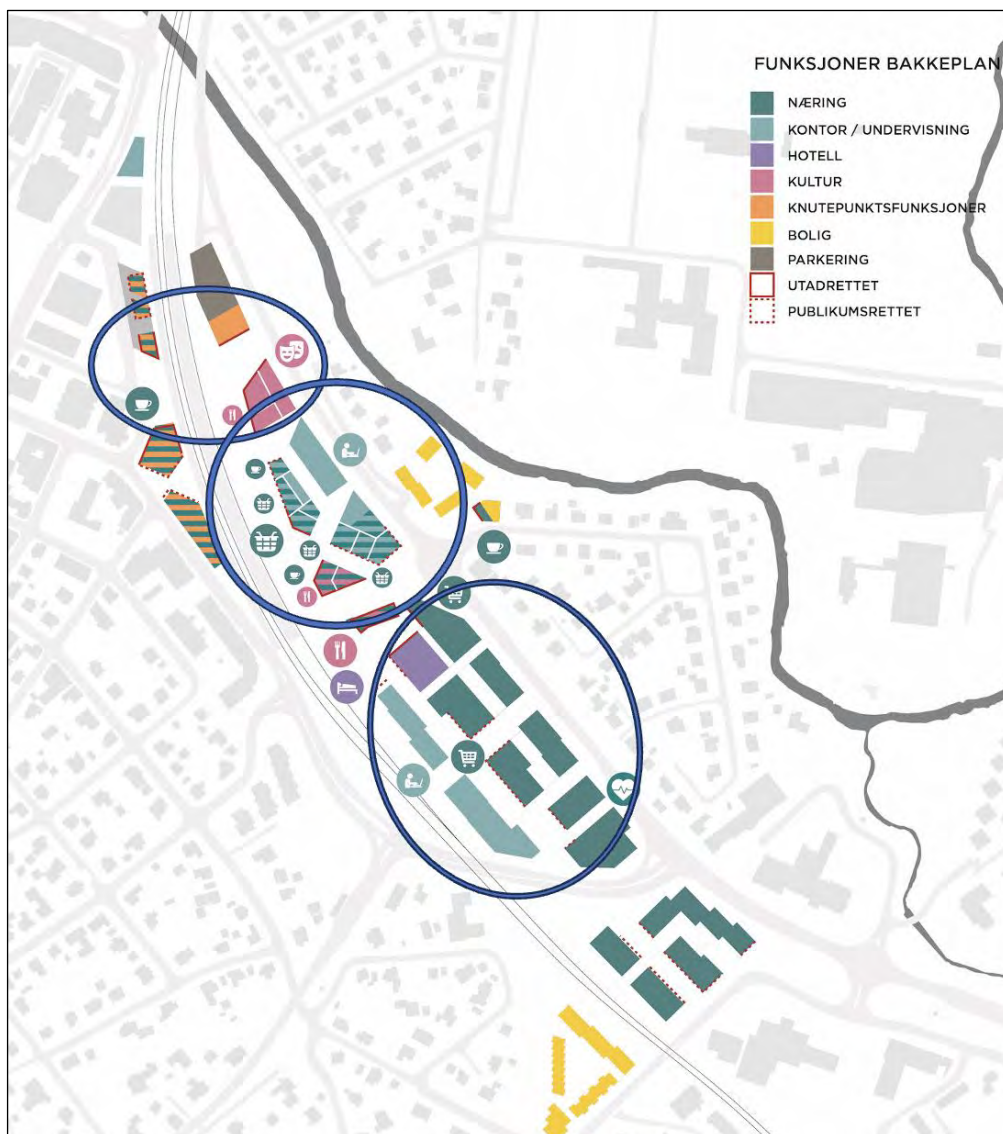 FUNKSJONER BAKKEPLAN
NÆRING
KONTOR / UNDERVISNING
HOTELL
KULTUR
KNUTEPUNKTSFUNKSJONER
BOLIG
PARKERING
UTADRETTET
PUBLIKUMSRETTET